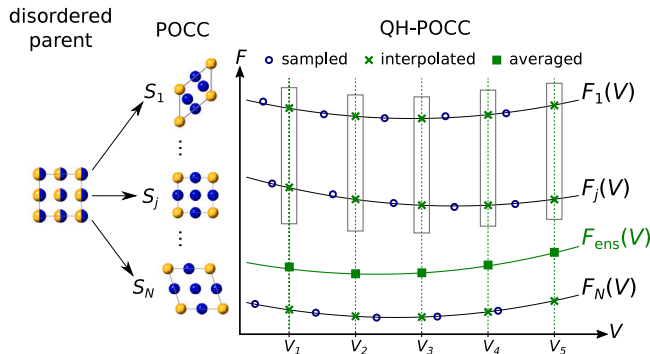 disordered
parent
POCC
QH-POCC
F
sampled
interpolated
averaged
S1
⋮
Sj
⋮
SN
F1(V)
Fj(V)
Fens(V)
FN(V)
V
V1
V2
V3
V4
V5